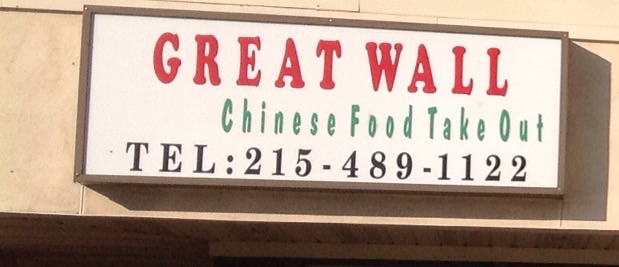 GREAT WALL
Chinese Food Take Out
TEL:215-489-1122